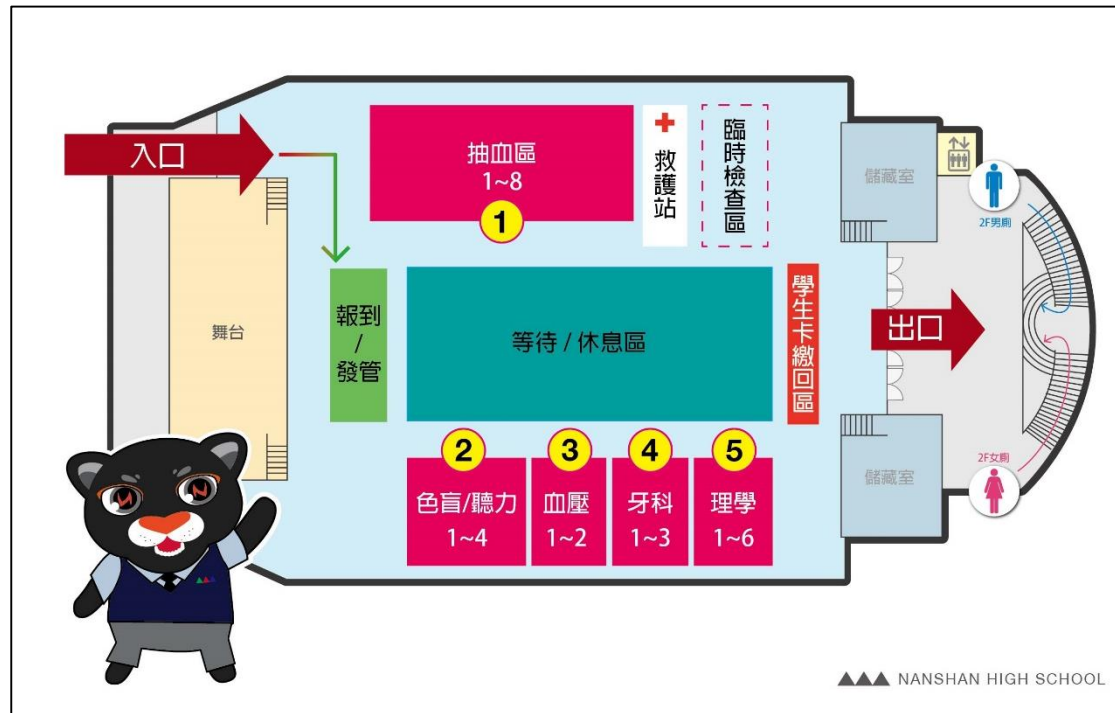 入口
抽血區
1~8
1
救護站
臨時檢查區
儲藏室
2F男廁
舞台
報到
/
發管
等待 / 休息區
學生卡繳回區
出口
2
色盲/聽力
1~4
3
血壓
1~2
4
牙科
1~3
5
理學
1~6
儲藏室
2F女廁
NANSHAN HIGH SCHOOL